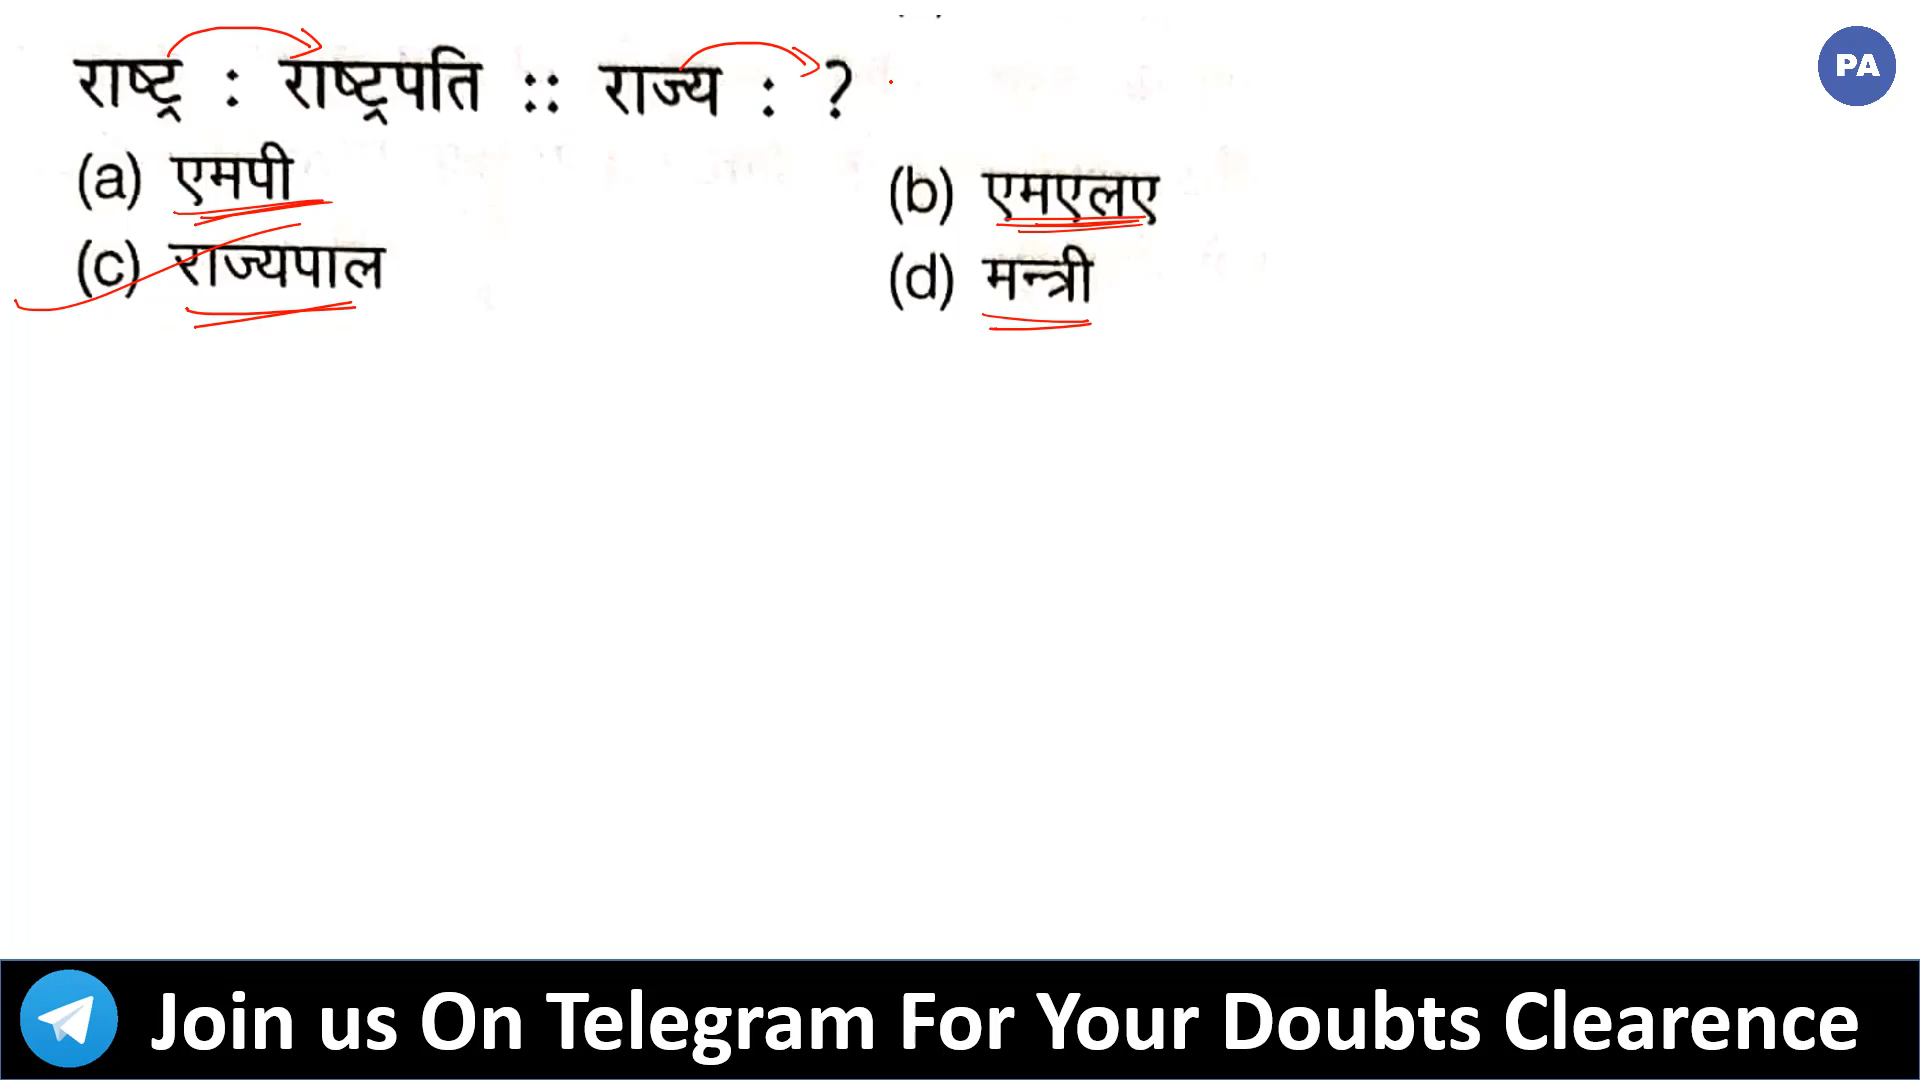 PA
राष्ट्र : राष्ट्रपति :: राज्य : ?
(a) एमपी (b) एमएलए
(c) राज्यपाल (d) मन्त्री
Join us On Telegram For Your Doubts Clearence